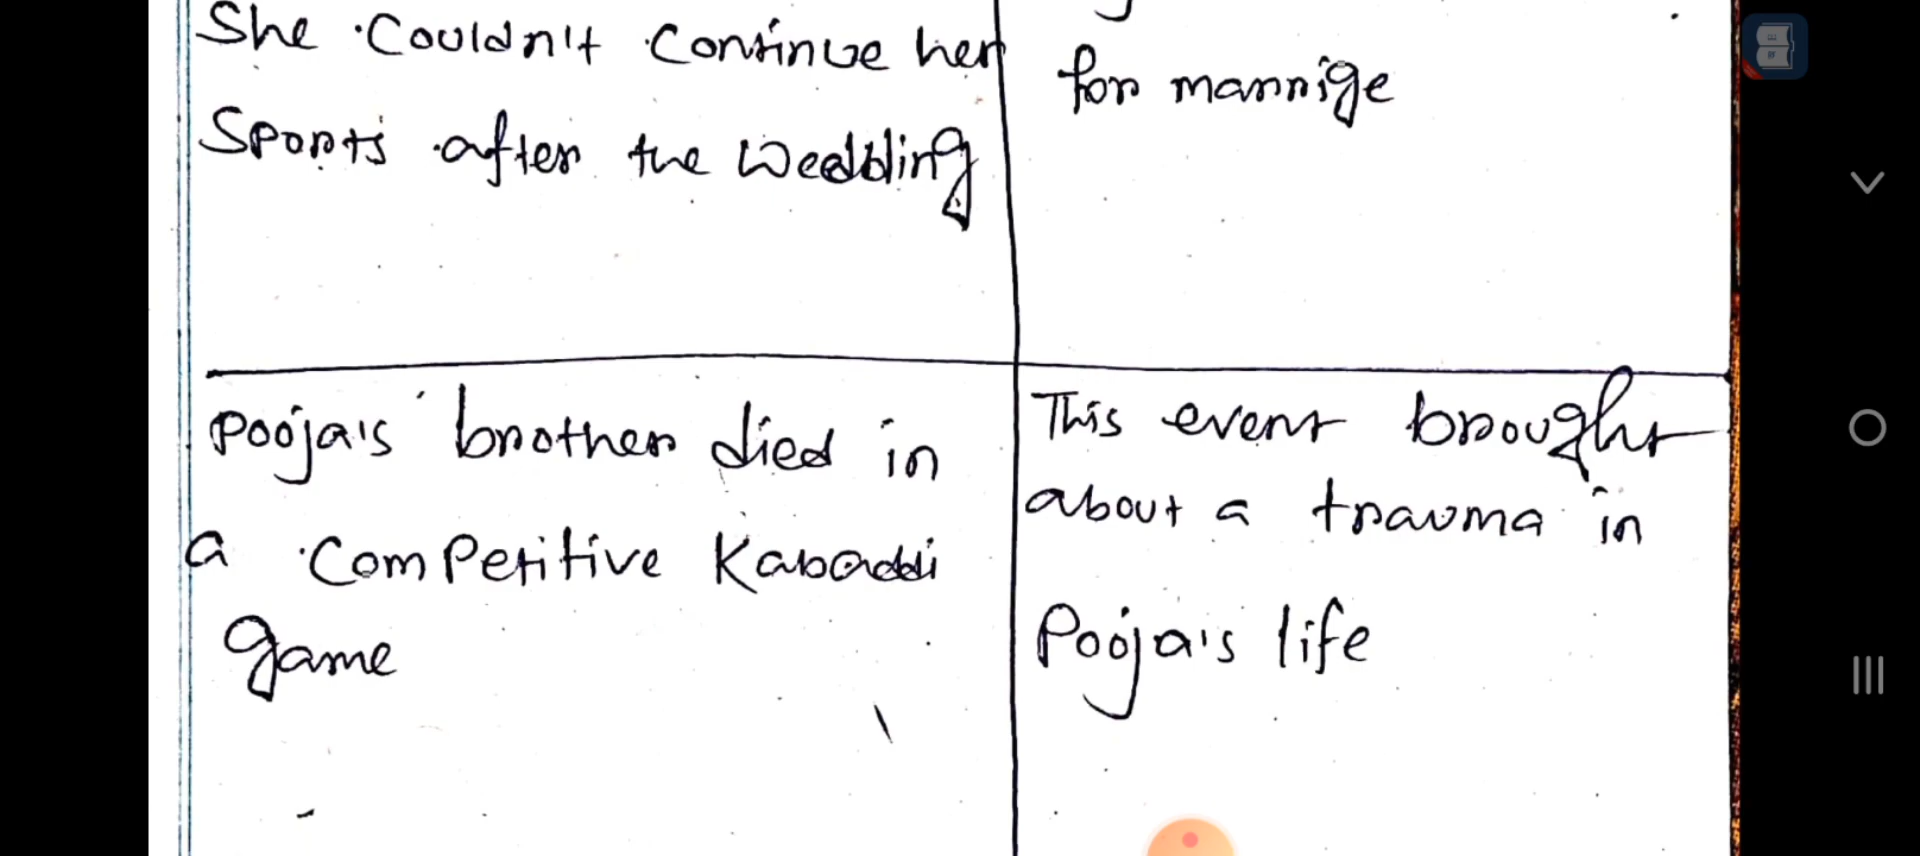 She couldn't continue her
sports after the wedding
for marrige
Pooja's brother died in
a competitive Kabaddi
game
This event brought
about a trauma in
Pooja's life